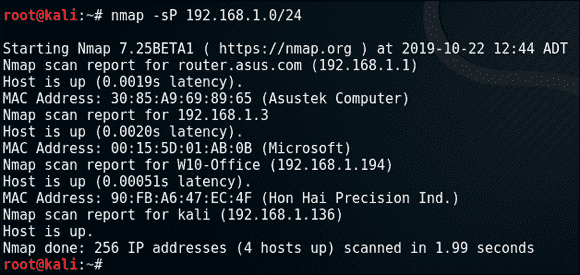 root@kali:~# nmap -sP 192.168.1.0/24
Starting Nmap 7.25BETA1 ( https://nmap.org ) at 2019-10-22 12:44 ADT
Nmap scan report for router.asus.com (192.168.1.1)
Host is up (0.0019s latency).
MAC Address: 30:85:A9:69:89:65 (Asustek Computer)
Nmap scan report for 192.168.1.3
Host is up (0.0020s latency).
MAC Address: 00:15:5D:01:AB:0B (Microsoft)
Nmap scan report for W10-Office (192.168.1.194)
Host is up (0.00051s latency).
MAC Address: 90:FB:A6:47:EC:4F (Hon Hai Precision Ind.)
Nmap scan report for kali (192.168.1.136)
Host is up.
Nmap done: 256 IP addresses (4 hosts up) scanned in 1.99 seconds
root@kali:~#